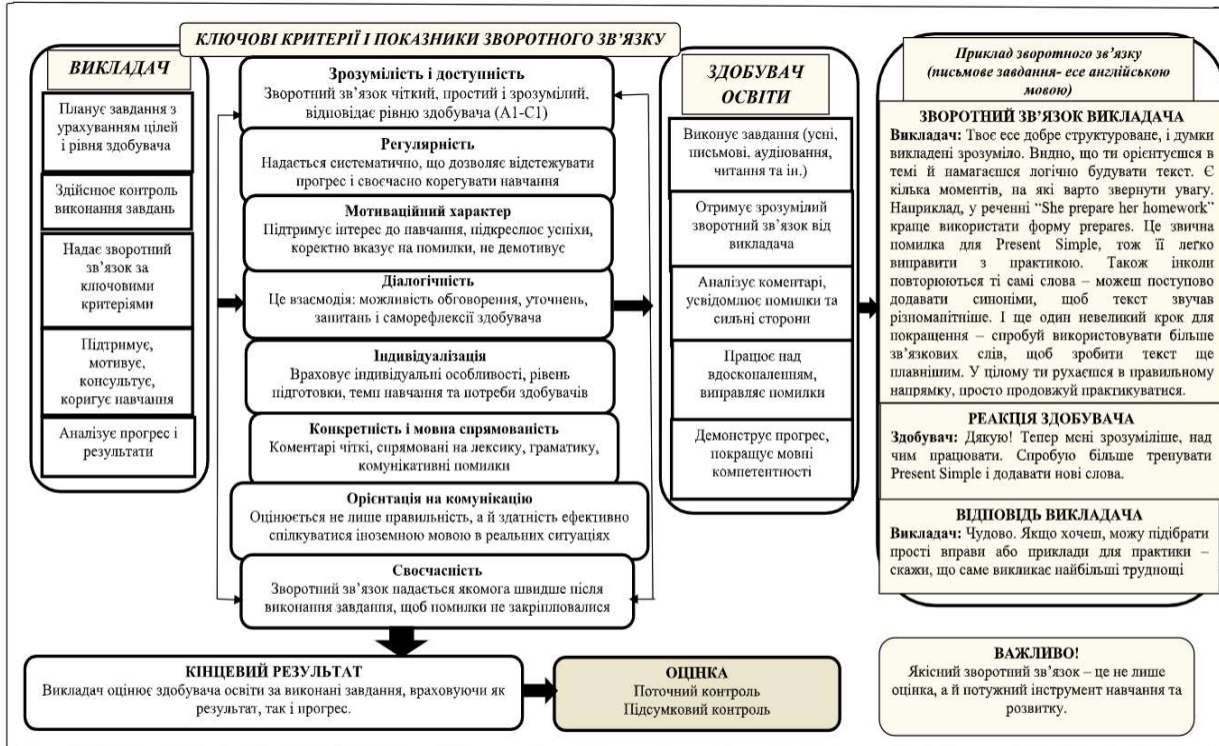 КЛЮЧОВІ КРИТЕРІЇ І ПОКАЗНИКИ ЗВОРОТНОГО ЗВ’ЯЗКУ
ВИКЛАДАЧ
Планує завдання з
урахуванням цілей
і рівня здобувача
Здійснює контроль
виконання завдань
Надає зворотний
зв’язок за
ключовими
критеріями
Підтримує,
мотивує,
консультує,
коригує навчання
Аналізує прогрес і
результати
Зрозумілість і доступність
Зворотний зв’язок чіткий, простий і зрозумілий,
відповідає рівню здобувача (А1-С1)
Регулярність
Надається систематично, що дозволяє відстежувати
прогрес і своєчасно корегувати навчання
Мотиваційний характер
Підтримує інтерес до навчання, підкреслює успіхи,
коректно вказує на помилки, не демотивує
Діалогічність
Це взаємодія: можливість обговорення, уточнень,
запитань і саморефлексії здобувача
Індивідуалізація
Враховує індивідуальні особливості, рівень
підготовки, темп навчання та потреби здобувачів
Конкретність і мовна спрямованість
Коментарі чіткі, спрямовані на лексику, граматику,
комунікативні помилки
Орієнтація на комунікацію
Оцінюється не лише правильність, а й здатність ефективно
спілкуватися іноземною мовою в реальних ситуаціях
Своєчасність
Зворотний зв’язок надається якомога швидше після
виконання завдання, щоб помилки не закріплювалися
ЗДОБУВАЧ
ОСВІТИ
Виконує завдання (усні,
письмові, аудіювання,
читання та ін.)
Отримує зрозумілий
зворотний зв’язок від
викладача
Аналізує коментарі,
усвідомлює помилки та
сильні сторони
Працює над
вдосконаленням,
виправляє помилки
Демонструє прогрес,
покращує мовні
компетентності
Приклад зворотного зв’язку
(письмове завдання- есе англійською
мовою)
ЗВОРОТНИЙ ЗВ’ЯЗОК ВИКЛАДАЧА
Викладач: Твоє есе добре структуроване, і думки
викладені зрозуміло. Видно, що ти орієнтуєшся в
темі й намагаєшся логічно будувати текст. Є
кілька моментів, на які варто звернути увагу.
Наприклад, у реченні “She prepare her homework“
краще використати форму prepares. Це звична
помилка для Present Simple, тож її легко
виправити з практикою. Також інколи
повторюються ті самі слова – можеш поступово
додавати синоніми, щоб текст звучав
різноманітніше. І ще один невеликий крок для
покращення – спробуй використовувати більше
зв’язкових слів, щоб зробити текст ще
плавнішим. У цілому ти рухаєшся в правильному
напрямку, просто продовжуй практикуватися.
РЕАКЦІЯ ЗДОБУВАЧА
Здобувач: Дякую! Тепер мені зрозуміліше, над
чим працювати. Спробую більше тренувати
Present Simple і додавати нові слова.
ВІДПОВІДЬ ВИКЛАДАЧА
Викладач: Чудово. Якщо хочеш, можу підібрати
прості вправи або приклади для практики –
скажи, що саме викликає найбільші труднощі
КІНЦЕВИЙ РЕЗУЛЬТАТ
Викладач оцінює здобувача освіти за виконані завдання, враховуючи як
результат, так і прогрес.
ОЦІНКА
Поточний контроль
Підсумковий контроль
ВАЖЛИВО!
Якісний зворотний зв’язок – це не лише
оцінка, а й потужний інструмент навчання та
розвитку.